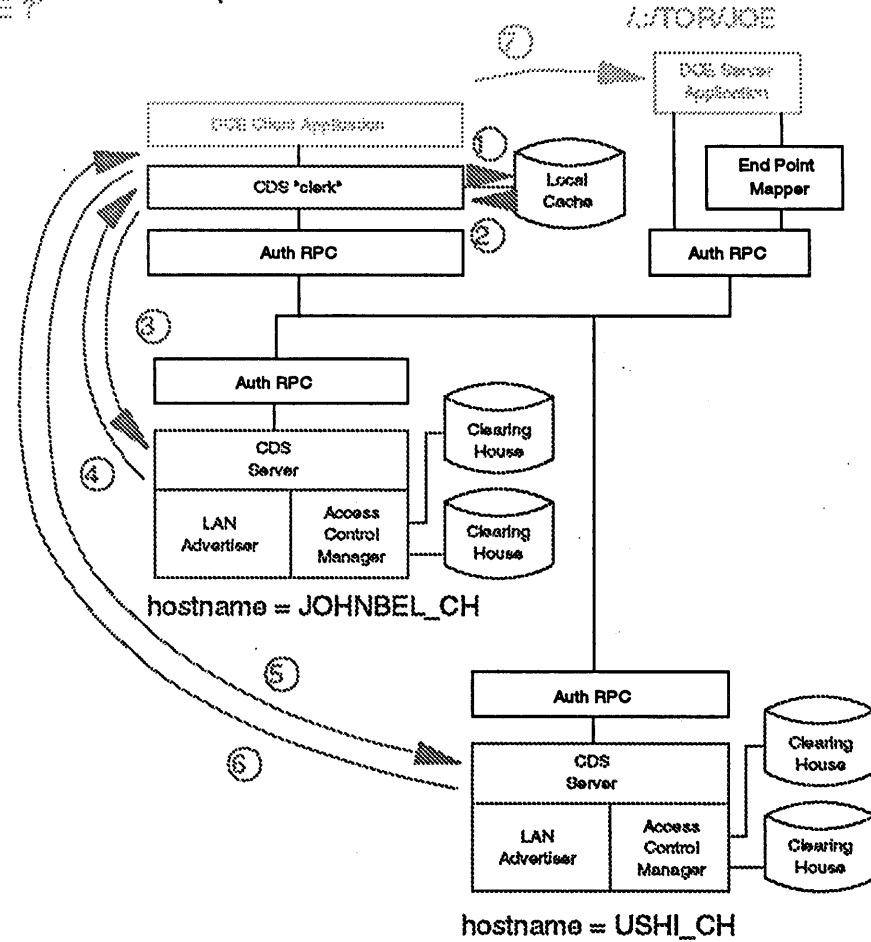 E ?
/.:/TOR/JOE
7
DCE Server
Application
DCE Client Application
1
CDS "clerk"
Local
Cache
End Point
Mapper
2
Auth RPC
Auth RPC
3
Auth RPC
Clearing
House
CDS
Server
4
LAN
Advertiser
Access
Control
Manager
Clearing
House
hostname = JOHNBEL_CH
5
Auth RPC
6
CDS
Server
Clearing
House
LAN
Advertiser
Access
Control
Manager
Clearing
House
hostname = USHI_CH